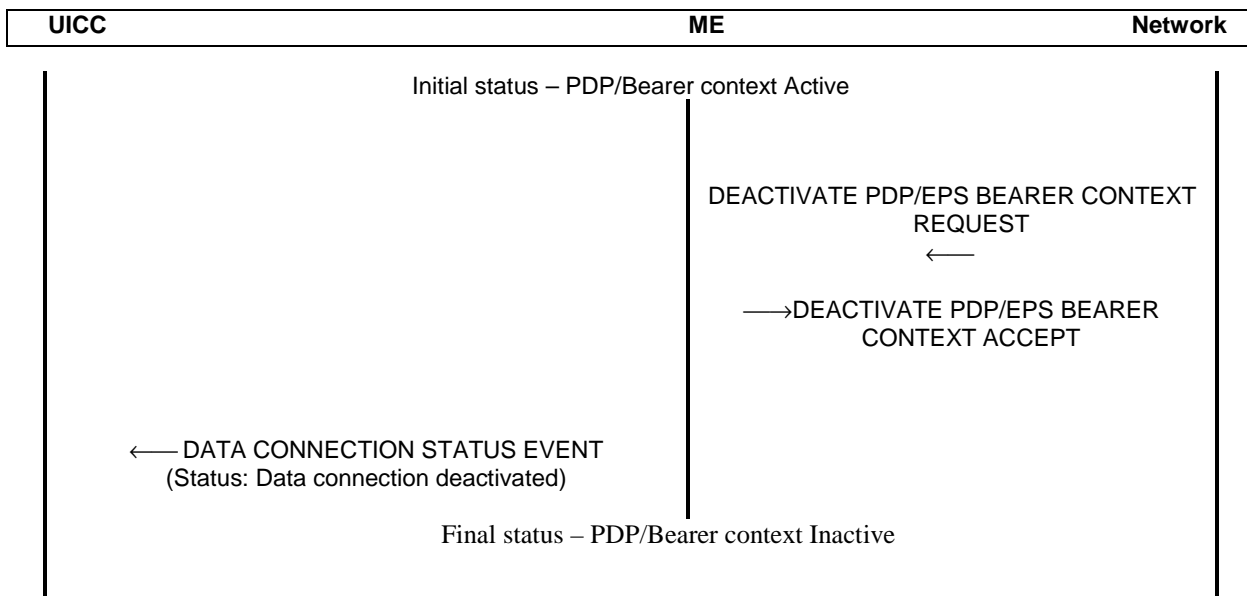 UICC ME Network
Initial status – PDP/Bearer context Active
DEACTIVATE PDP/EPS BEARER CONTEXT
REQUEST
←
→DEACTIVATE PDP/EPS BEARER
CONTEXT ACCEPT
← DATA CONNECTION STATUS EVENT
(Status: Data connection deactivated)
Final status – PDP/Bearer context Inactive